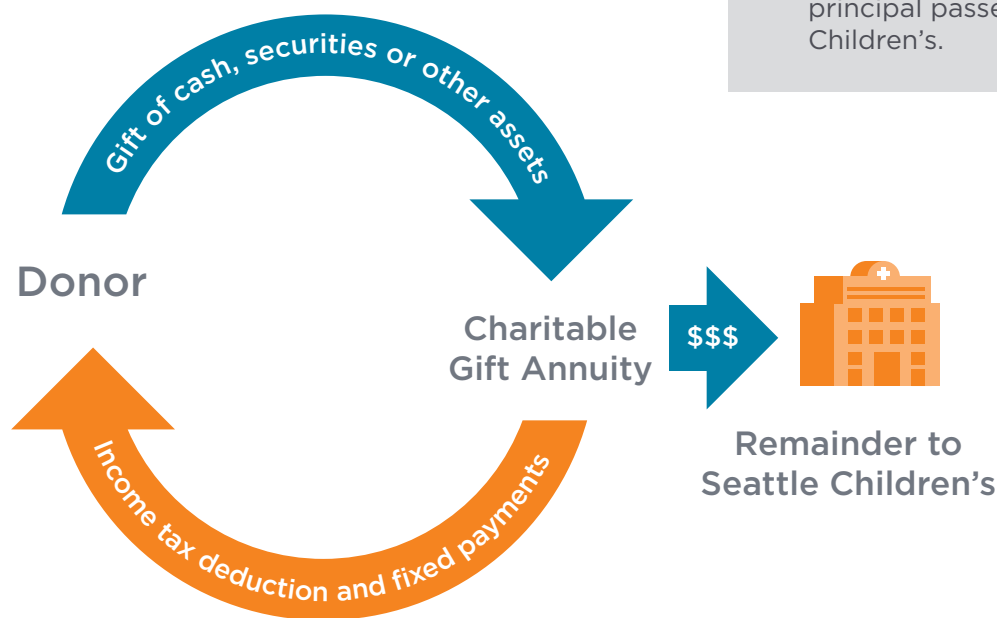 principal passe
Children's.
Gift of cash, securities or other assets
Donor
Charitable
Gift Annuity
$$$
Remainder to
Seattle Children's
Income tax deduction and fixed payments